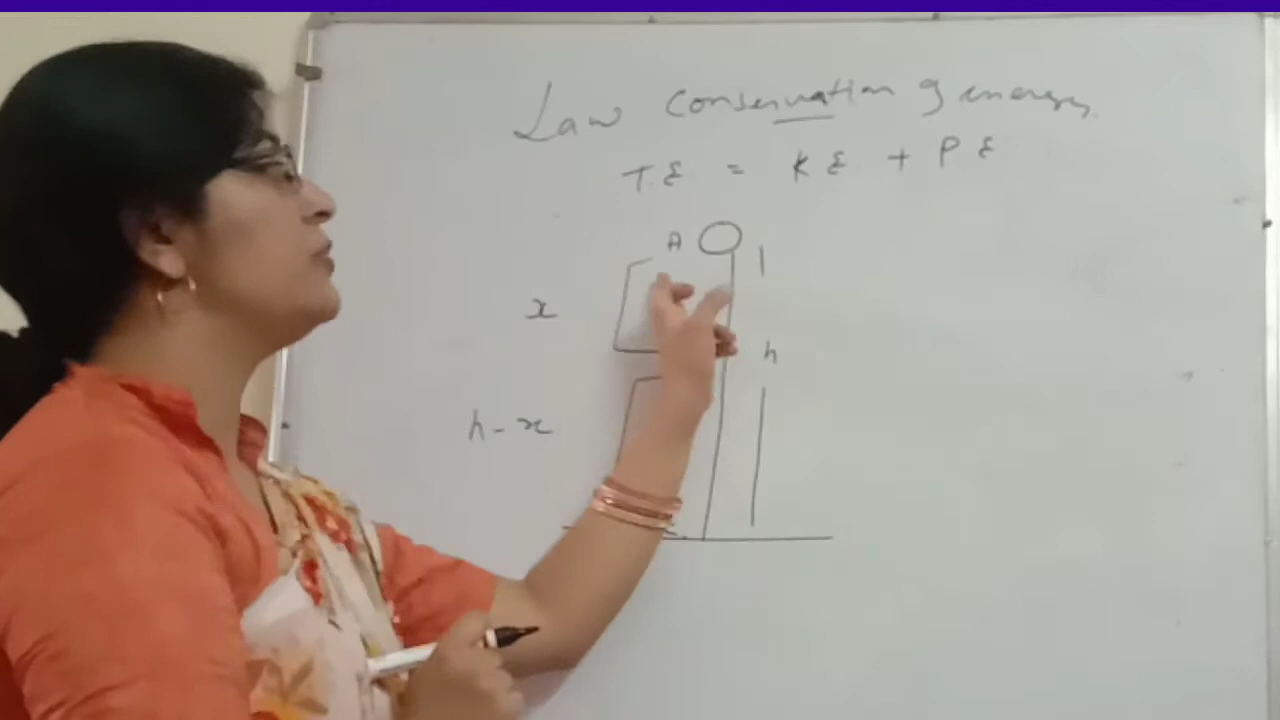 Law conservation of energy.
T.E = KE + PE
A
x
h
h - x